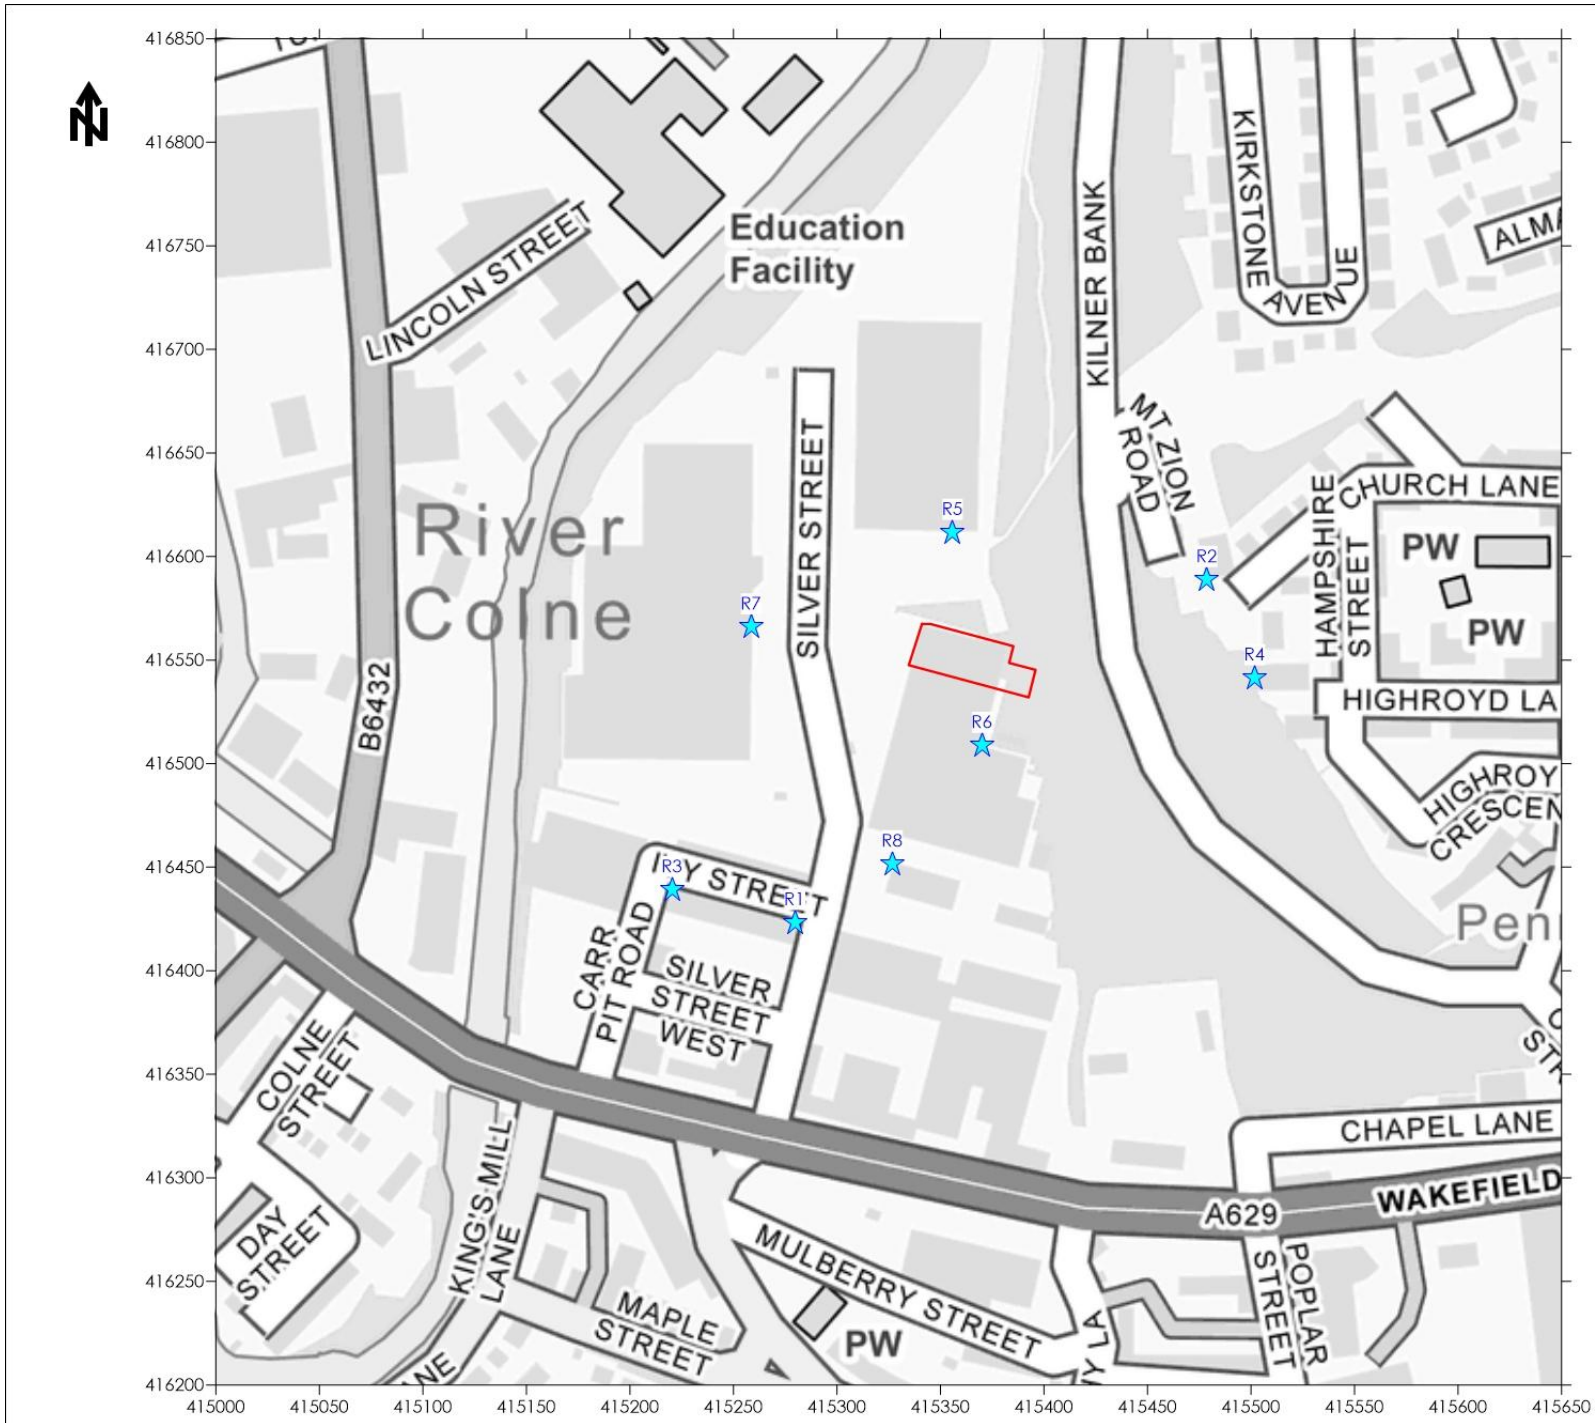 416850
416800
416750
416700
416650
416600
416550
416500
416450
416400
416350
416300
416250
416200
415000
415050
415100
415150
415200
415250
415300
415350
415400
415450
415500
415550
415600
415650
N
LINCOLN STREET
Education
Facility
KILNER BANK
KIRKSTONE
AVENUE
MT ZION
ROAD
CHURCH LANE
HAMPSHIRE
STREET
PW
PW
HIGHROYD LA
River
Colne
B6432
SILVER STREET
R5
R2
R7
R4
R6
R8
R3
R1
STREET
CARR
PIT ROAD
SILVER
STREET
WEST
COLNE
STREET
DAY
STREET
KING'S MILL
LANE
MAPLE
STREET
MULBERRY STREET
PW
CHAPEL LANE
A629
WAKEFIELD
POPLAR
STREET